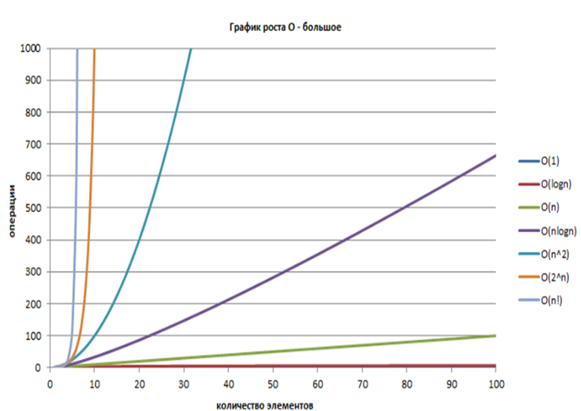 График роста О - большое
1000
900
800
700
600
500
400
300
200
100
0
операции
0 10 20 30 40 50 60 70 80 90 100
количество элементов
O(1)
O(logn)
O(n)
O(nlogn)
O(n^2)
O(2^n)
O(n!)